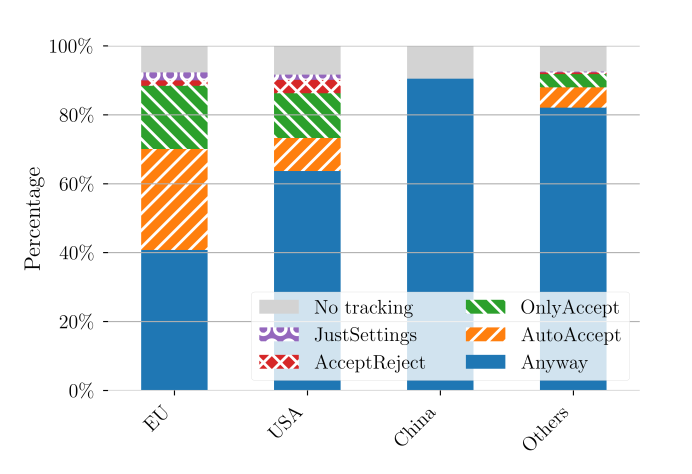 100%
80%
60%
40%
20%
0%
Percentage
No tracking
JustSettings
AcceptReject
OnlyAccept
AutoAccept
Anyway
EU
USA
China
Others